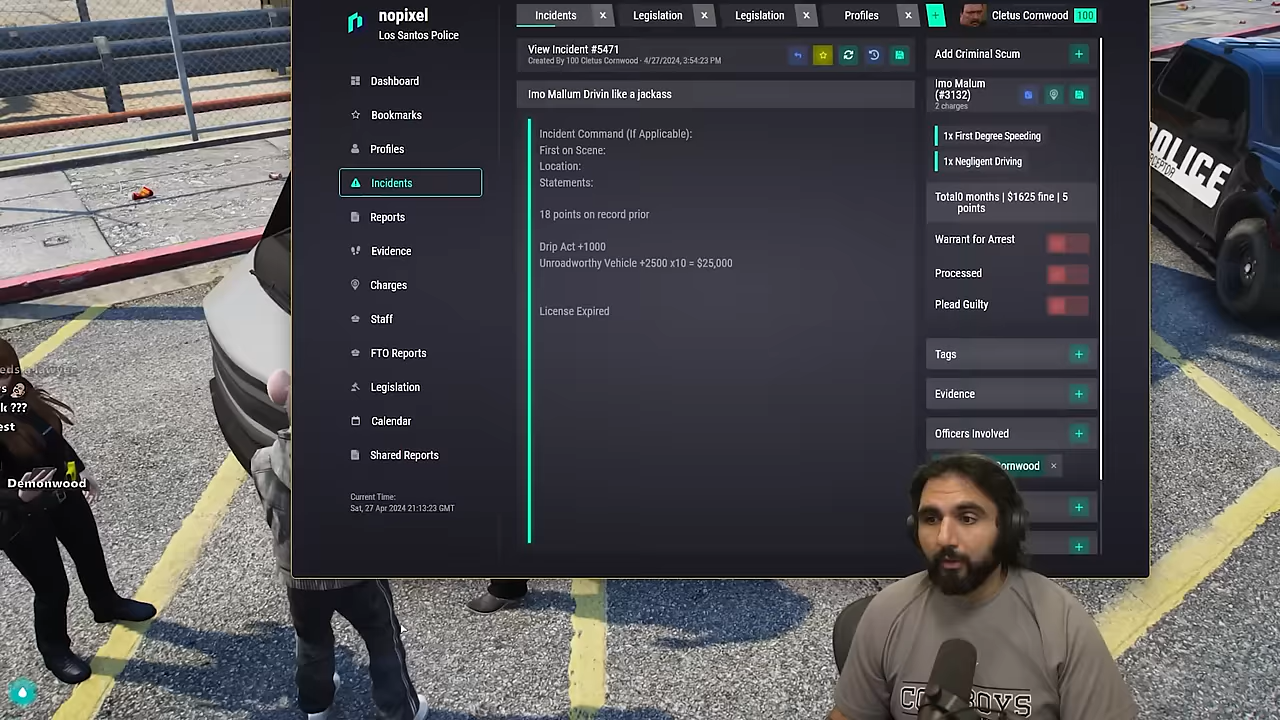 nopixel
Los Santos Police
Dashboard
Bookmarks
Profiles
Incidents
Reports
Evidence
Charges
Staff
FTO Reports
Legislation
Calendar
Shared Reports
Current Time:
Sat, 27 Apr 2024 21:13:23 GMT
Incidents x
Legislation x
Legislation x
Profiles x
+
Cletus Cornwood 100
View Incident #5471
Created By 100 Cletus Cornwood · 4/27/2024, 3:54:23 PM
Imo Mallum Drivin like a jackass
Incident Command (If Applicable):
First on Scene:
Location:
Statements:
18 points on record prior
Drip Act +1000
Unroadworthy Vehicle +2500 x10 = $25,000
License Expired
Add Criminal Scum +
Imo Malum
(#3132)
2 charges
1x First Degree Speeding
1x Negligent Driving
Total0 months | $1625 fine | 5
points
Warrant for Arrest
Processed
Plead Guilty
Tags +
Evidence +
Officers Involved +
Cornwood x
+
+
POLICE
lawyer
k ???
est
Demonwood
COWBOYS